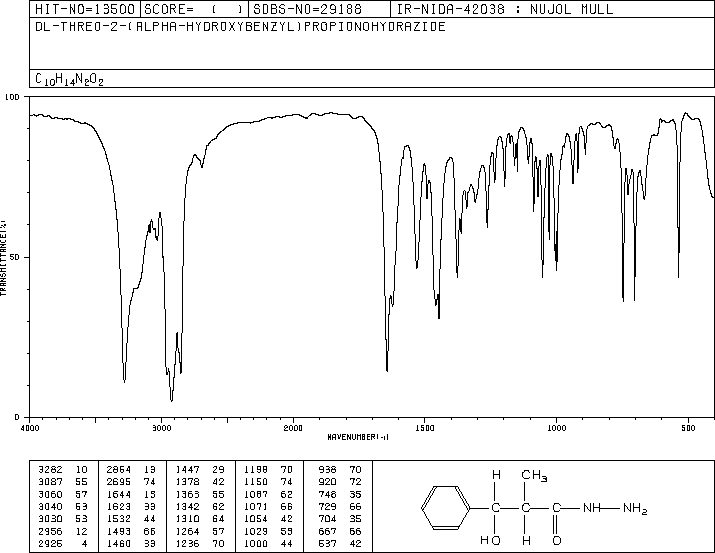 HIT-NO=13500 SCORE= ( ) SDBS-NO=29188 IR-NIDA-42038 : NUJOL MULL
DL-THREO-2-(ALPHA-HYDROXYBENZYL)PROPIONOHYDRAZIDE
C10H14N2O2
100
50
0
TRANSMITTANCE(%)
4000 3000 2000 1500 1000 500
WAVENUMBER(-1)
3282 10 2854 13 1447 29 1198 70 938 70
3087 55 2695 74 1378 42 1150 74 920 72
3060 57 1644 15 1363 55 1087 62 748 35
3040 53 1623 33 1342 62 1071 66 729 66
3030 53 1532 44 1310 64 1054 42 704 35
2956 12 1493 66 1264 57 1029 55 667 66
2925 4 1460 33 1236 70 1000 44 537 42
H CH3
C C C NH NH2
HO H O